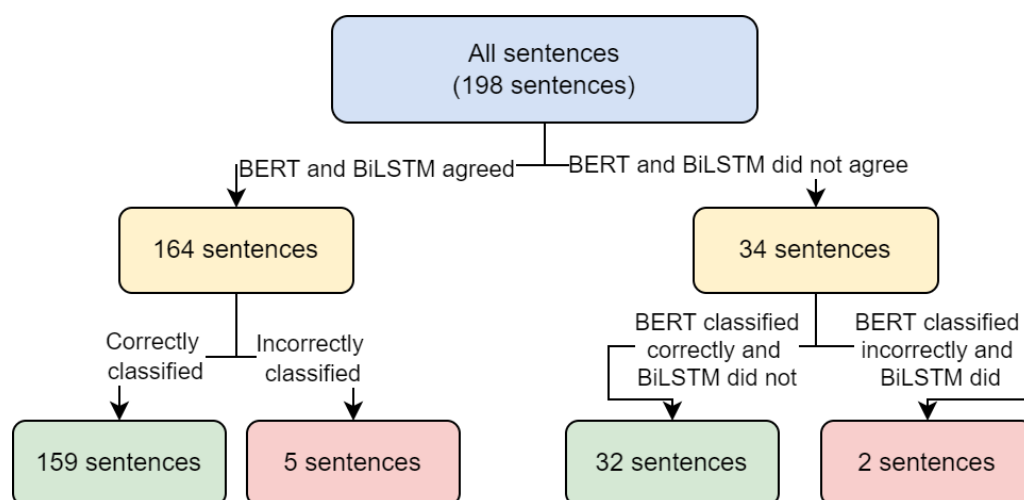 All sentences
(198 sentences)
BERT and BiLSTM agreed
BERT and BiLSTM did not agree
164 sentences
34 sentences
Correctly
classified
Incorrectly
classified
BERT classified
correctly and
BiLSTM did not
BERT classified
incorrectly and
BiLSTM did
159 sentences
5 sentences
32 sentences
2 sentences